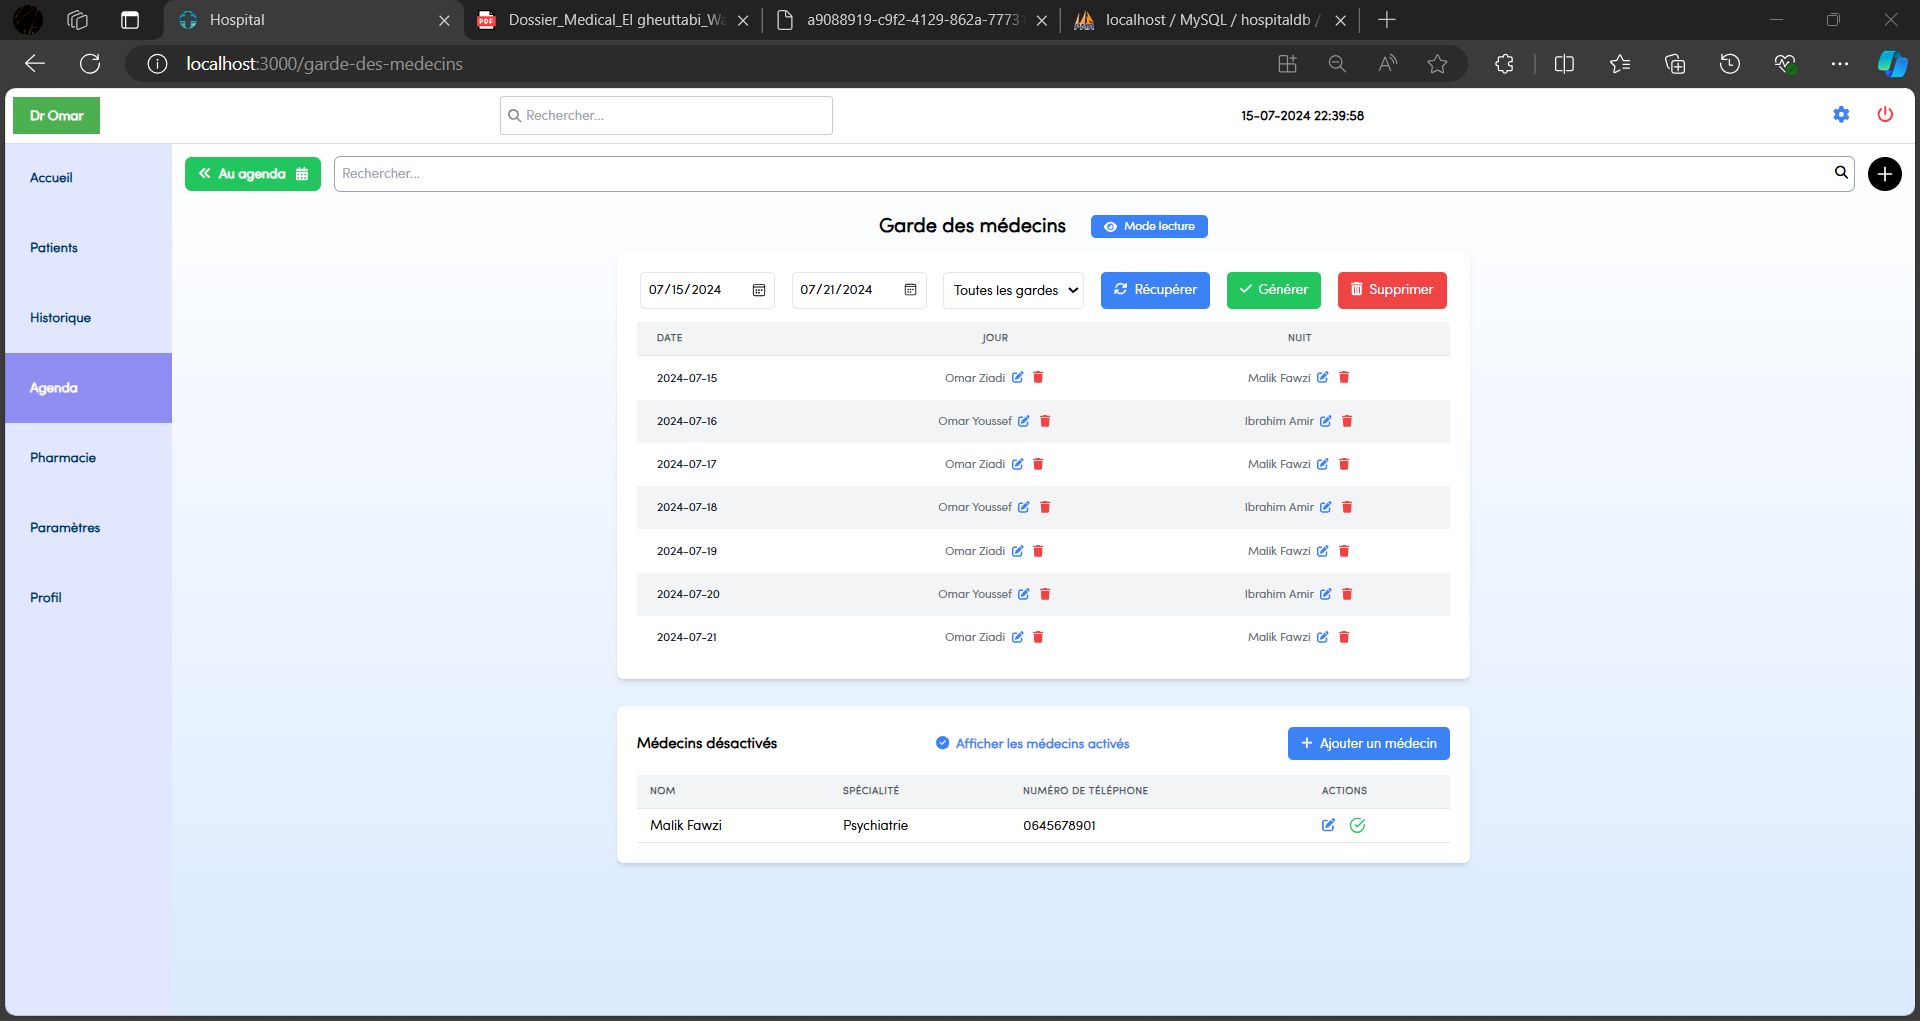 Hospital
Dossier_Medical_El gheuttabi_Wa
a9088919-c9f2-4129-862a-7773
localhost / MySQL / hospitaldb /
localhost:3000/garde-des-medecins
Dr Omar
Rechercher...
15-07-2024 22:39:58
Accueil
Patients
Historique
Agenda
Pharmacie
Paramètres
Profil
Au agenda
Rechercher...
Garde des médecins
Mode lecture
07/15/2024
07/21/2024
Toutes les gardes
Récupérer
Générer
Supprimer
DATE JOUR NUIT
2024-07-15 Omar Ziadi Malik Fawzi
2024-07-16 Omar Youssef Ibrahim Amir
2024-07-17 Omar Ziadi Malik Fawzi
2024-07-18 Omar Youssef Ibrahim Amir
2024-07-19 Omar Ziadi Malik Fawzi
2024-07-20 Omar Youssef Ibrahim Amir
2024-07-21 Omar Ziadi Malik Fawzi
Médecins désactivés
Afficher les médecins activés
Ajouter un médecin
NOM SPÉCIALITÉ NUMÉRO DE TÉLÉPHONE ACTIONS
Malik Fawzi Psychiatrie 0645678901